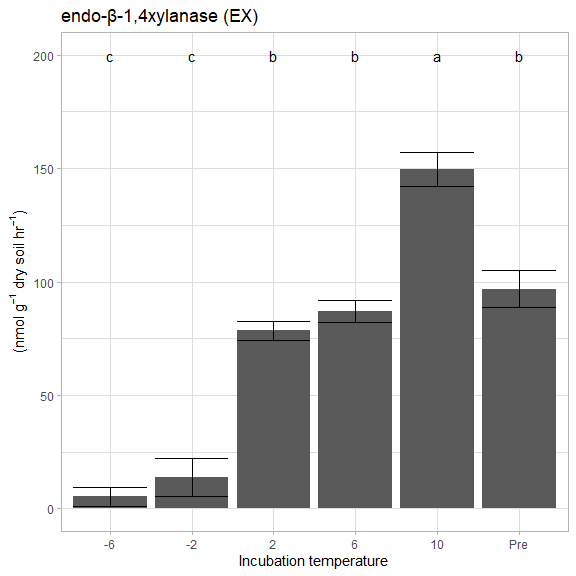 endo-β-1,4xylanase (EX)
200
c
c
b
b
a
b
150
100
50
0
(nmol g⁻¹ dry soil hr⁻¹)
-6
-2
2
6
10
Pre
Incubation temperature